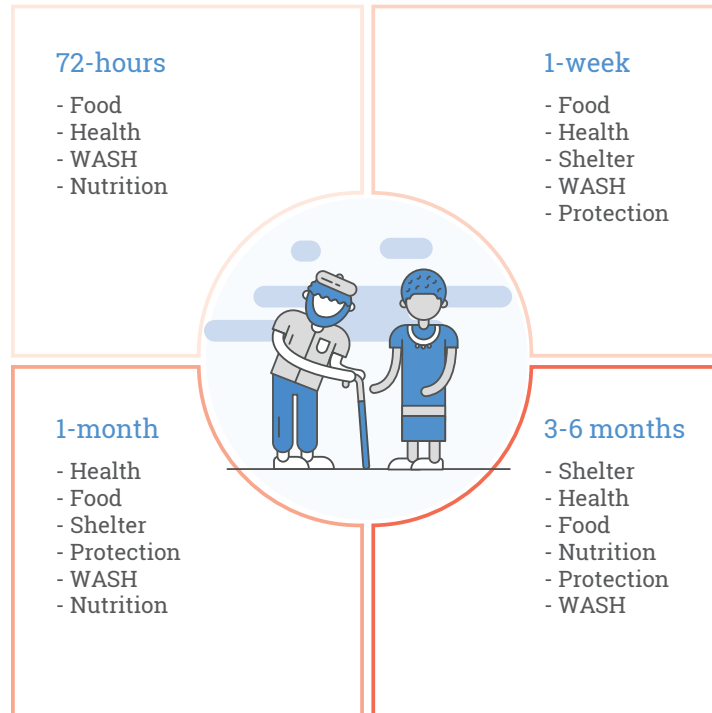 72-hours
- Food
- Health
- WASH
- Nutrition
1-week
- Food
- Health
- Shelter
- WASH
- Protection
1-month
- Health
- Food
- Shelter
- Protection
- WASH
- Nutrition
3-6 months
- Shelter
- Health
- Food
- Nutrition
- Protection
- WASH